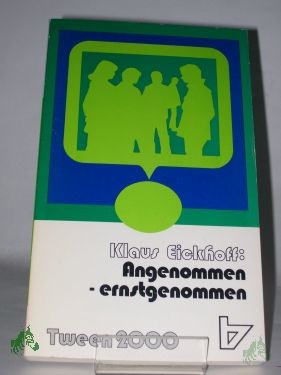 Klaus Eickhoff:
Angenommen
- ernstgenommen
Tween 2000